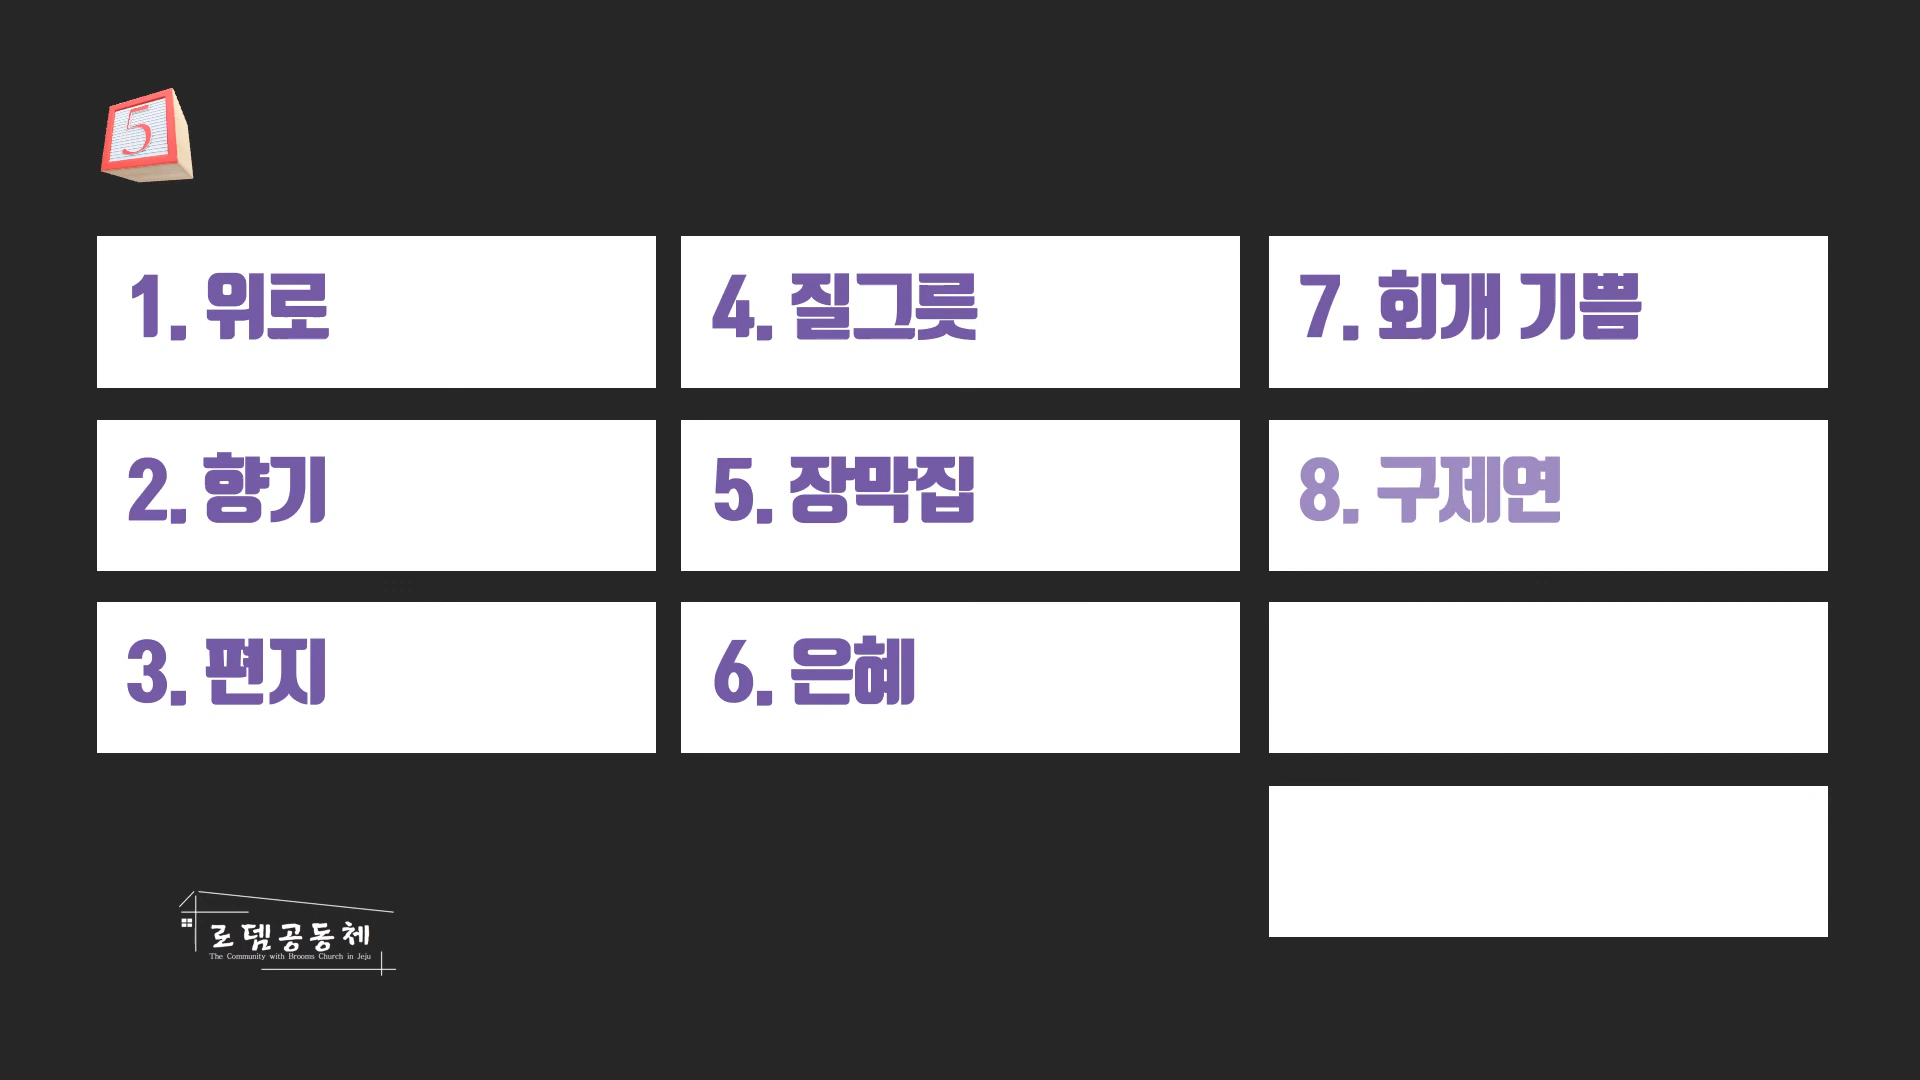 5
1. 위로
2. 향기
3. 편지
4. 질그릇
5. 장막집
6. 은혜
7. 회개 기쁨
8. 구제연
로뎀공동체
The Community with Brooms Church in Jeju